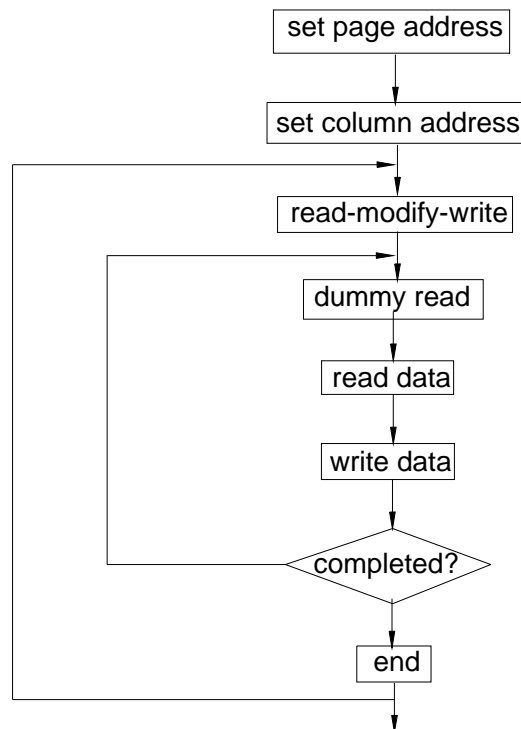 set page address
set column address
read-modify-write
dummy read
read data
write data
completed?
end